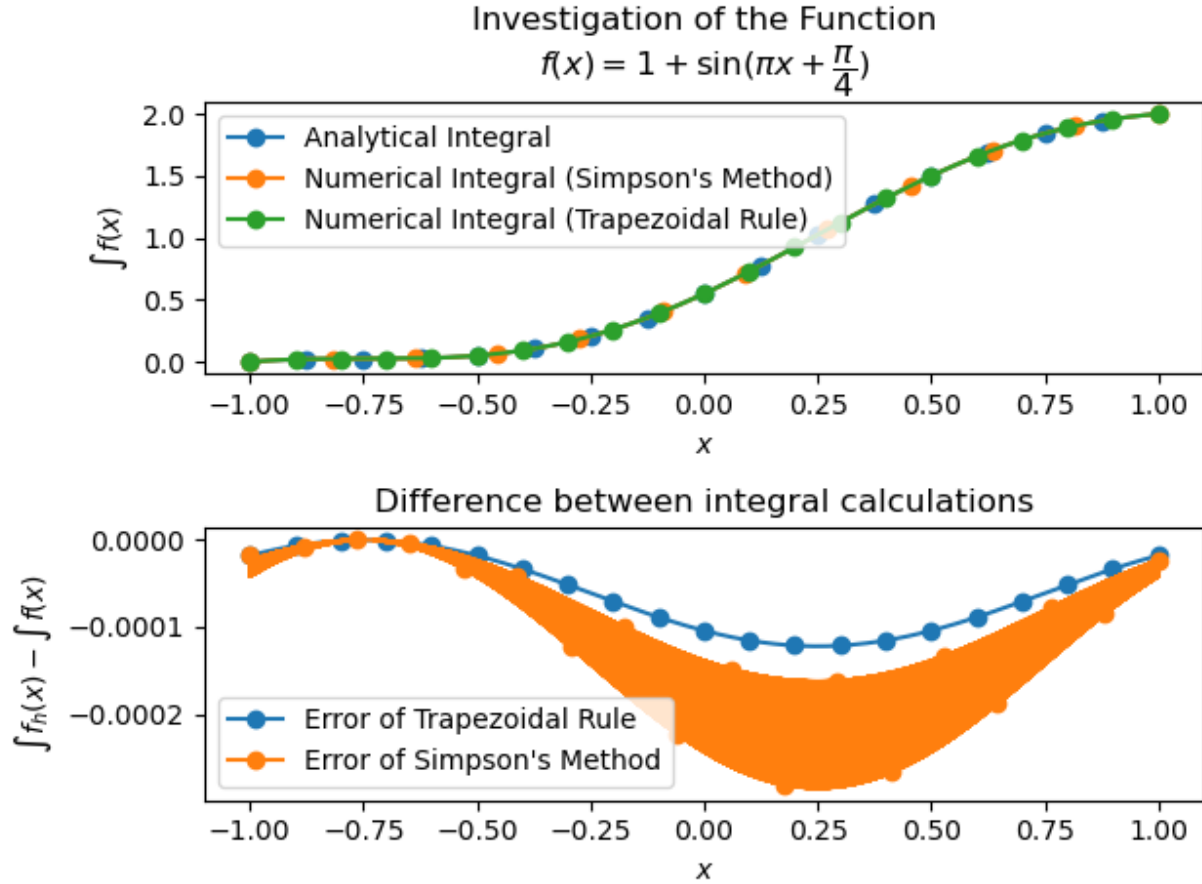 Investigation of the Function
f(x) = 1 + sin(πx + π/4)
∫f(x)
2.0
1.5
1.0
0.5
0.0
Analytical Integral
Numerical Integral (Simpson's Method)
Numerical Integral (Trapezoidal Rule)
−1.00 −0.75 −0.50 −0.25 0.00 0.25 0.50 0.75 1.00
x
Difference between integral calculations
∫f_h(x) − ∫f(x)
0.0000
−0.0001
−0.0002
Error of Trapezoidal Rule
Error of Simpson's Method
−1.00 −0.75 −0.50 −0.25 0.00 0.25 0.50 0.75 1.00
x